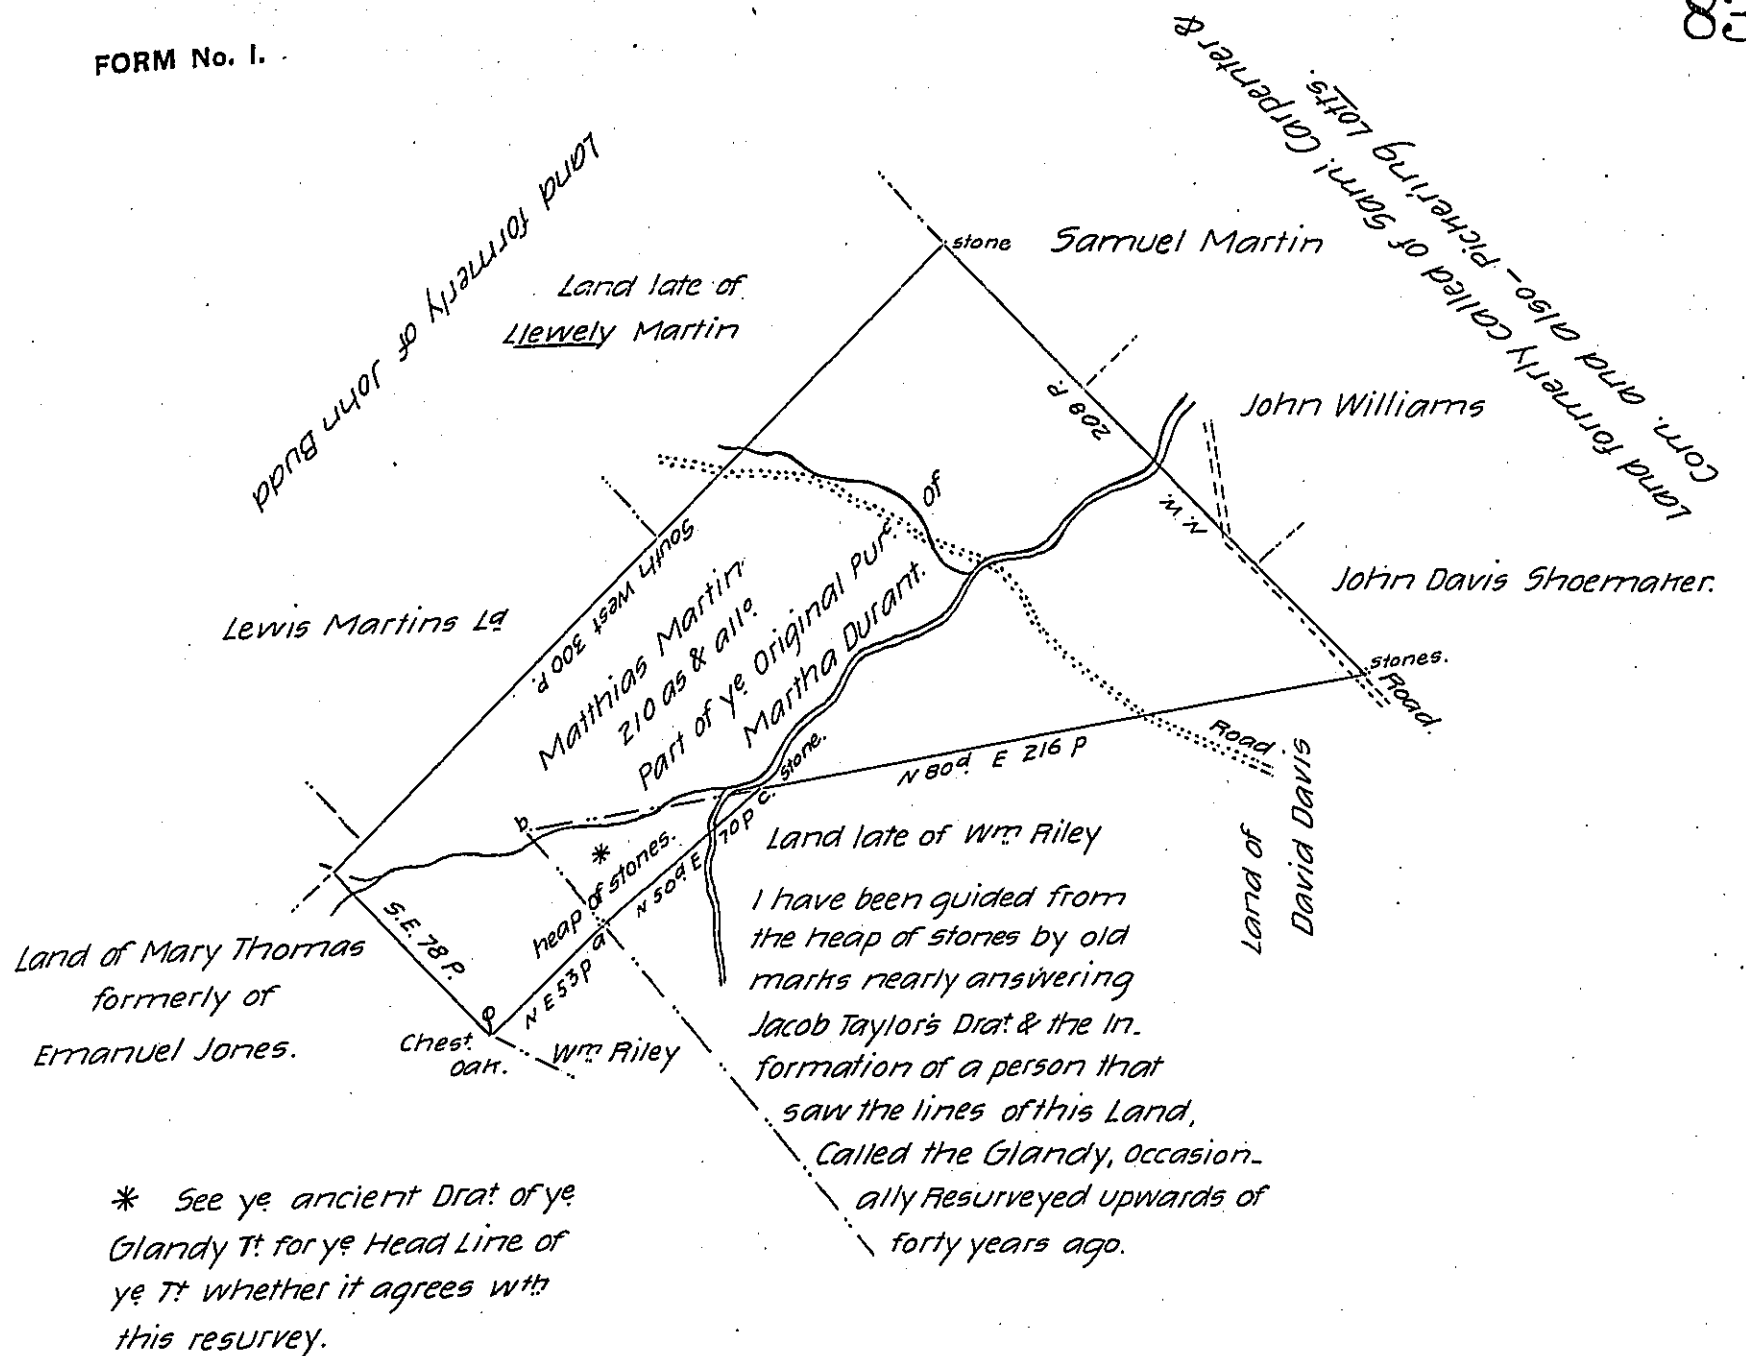 FORM No. 1.
Land formerly of John Budd
Land late of
Llewely Martin
stone
Samuel Martin
Land formerly called of Saml Carpenter &
Com. and also - Pichering Lotts.
209 P.
N.W.
John Williams
John Davis Shoemaker.
stones.
Road.
Lewis Martins Ld
South West 300 P.
Matthias Martin
210 as & allo
Part of ye Original Purc. of
Martha Durant.
Road.
N 80d. E 216 P
b.
c. stone.
*
heap of stones.
N 50d. E 70 P
a
Land late of Wm Riley
Land of
David Davis
S.E. 78 P.
N E 53 P
Land of Mary Thomas
formerly of
Emanuel Jones.
Chest.
oak.
Wm Riley
I have been guided from
the heap of stones by old
marks nearly answering
Jacob Taylor's Drat & the In-
formation of a person that
saw the lines of this Land,
Called the Glandy, Occasion-
ally Resurveyed upwards of
forty years ago.
* See ye ancient Drat of ye
Glandy Tt for ye Head Line of
ye Tt whether it agrees wth
this resurvey.